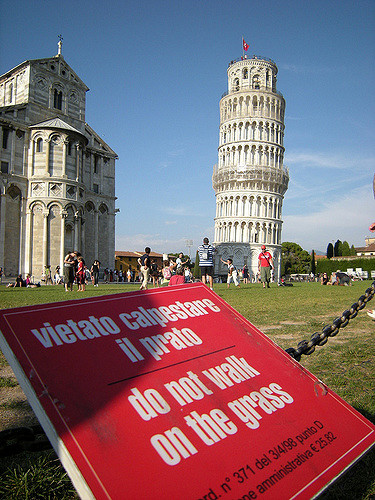 vietato calpestare
il prato
do not walk
on the grass
ord. n° 371 del 3/4/98 punto D
amministrativa € 25,82